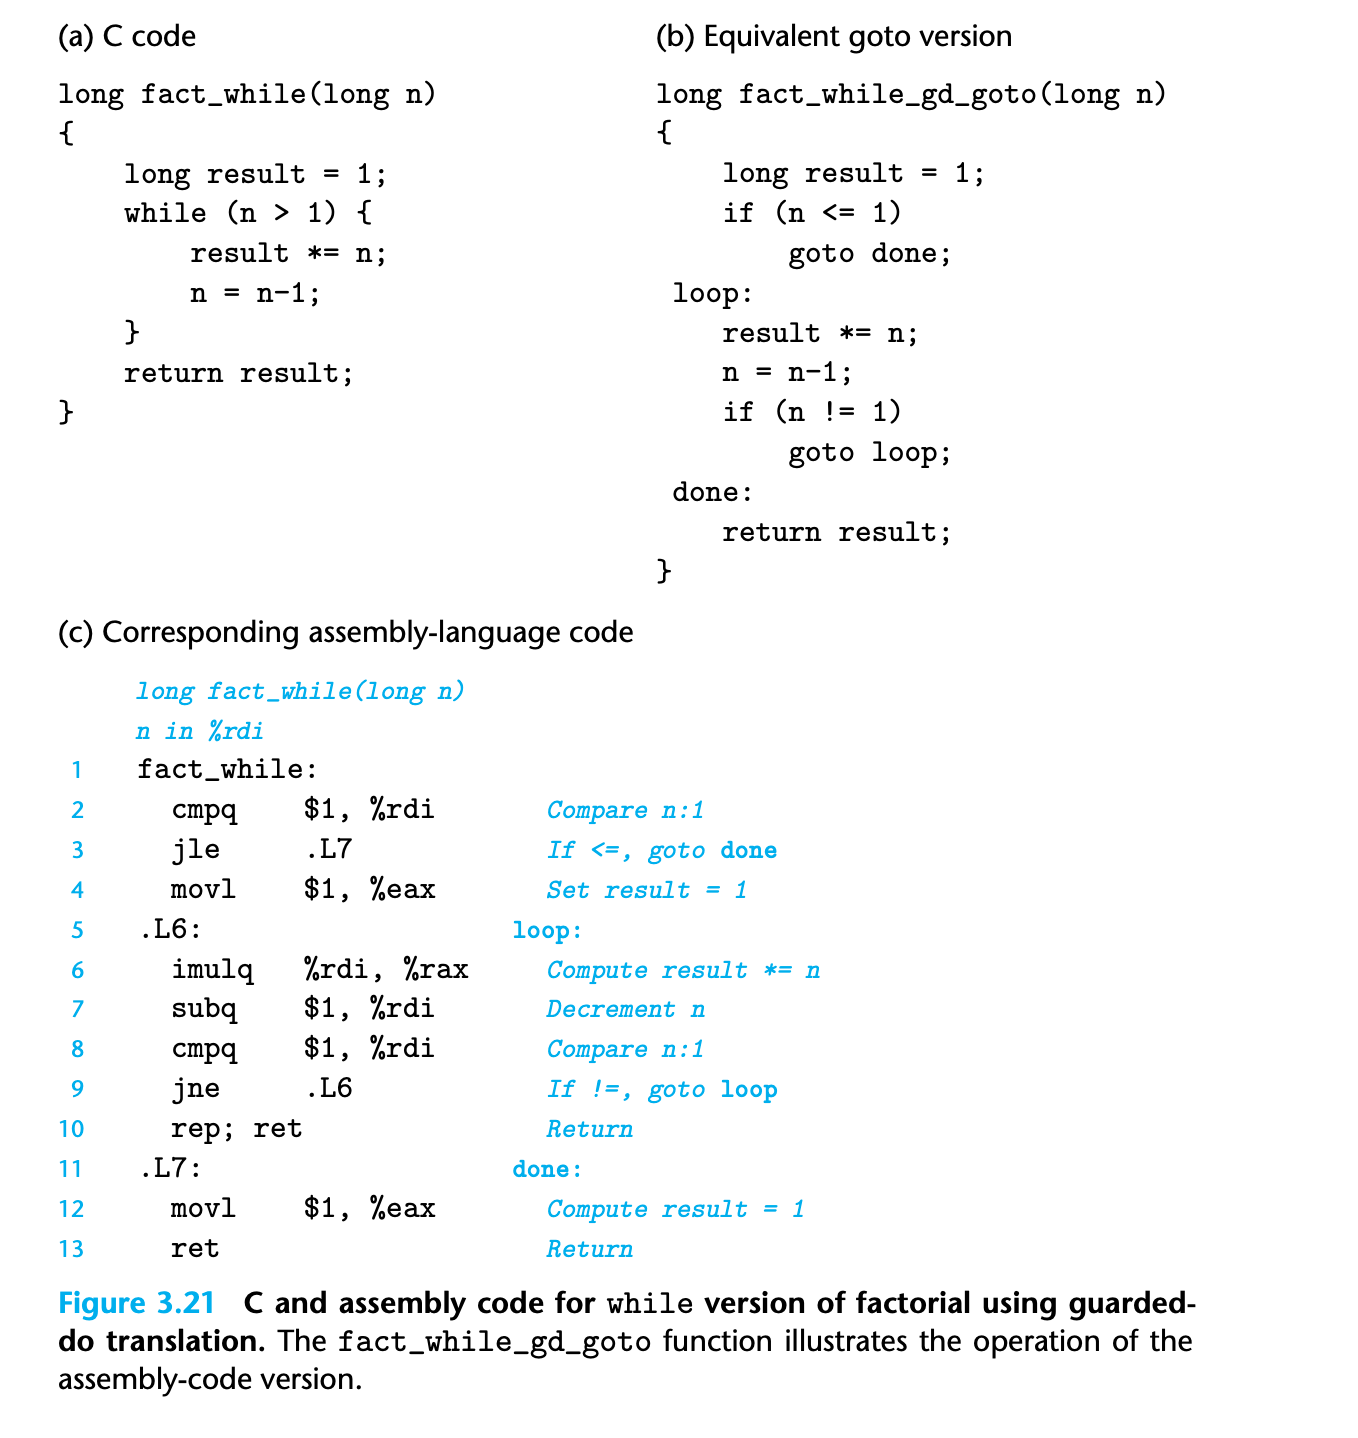 (a) C code
long fact_while(long n)
{
    long result = 1;
    while (n > 1) {
        result *= n;
        n = n-1;
    }
    return result;
}
(b) Equivalent goto version
long fact_while_gd_goto(long n)
{
    long result = 1;
    if (n <= 1)
        goto done;
 loop:
    result *= n;
    n = n-1;
    if (n != 1)
        goto loop;
 done:
    return result;
}
(c) Corresponding assembly-language code
long fact_while(long n)
n in %rdi
1 fact_while:
2 cmpq $1, %rdi Compare n:1
3 jle .L7 If <=, goto done
4 movl $1, %eax Set result = 1
5 .L6: loop:
6 imulq %rdi, %rax Compute result *= n
7 subq $1, %rdi Decrement n
8 cmpq $1, %rdi Compare n:1
9 jne .L6 If !=, goto loop
10 rep; ret Return
11 .L7: done:
12 movl $1, %eax Compute result = 1
13 ret Return
Figure 3.21 C and assembly code for while version of factorial using guarded-
do translation. The fact_while_gd_goto function illustrates the operation of the
assembly-code version.